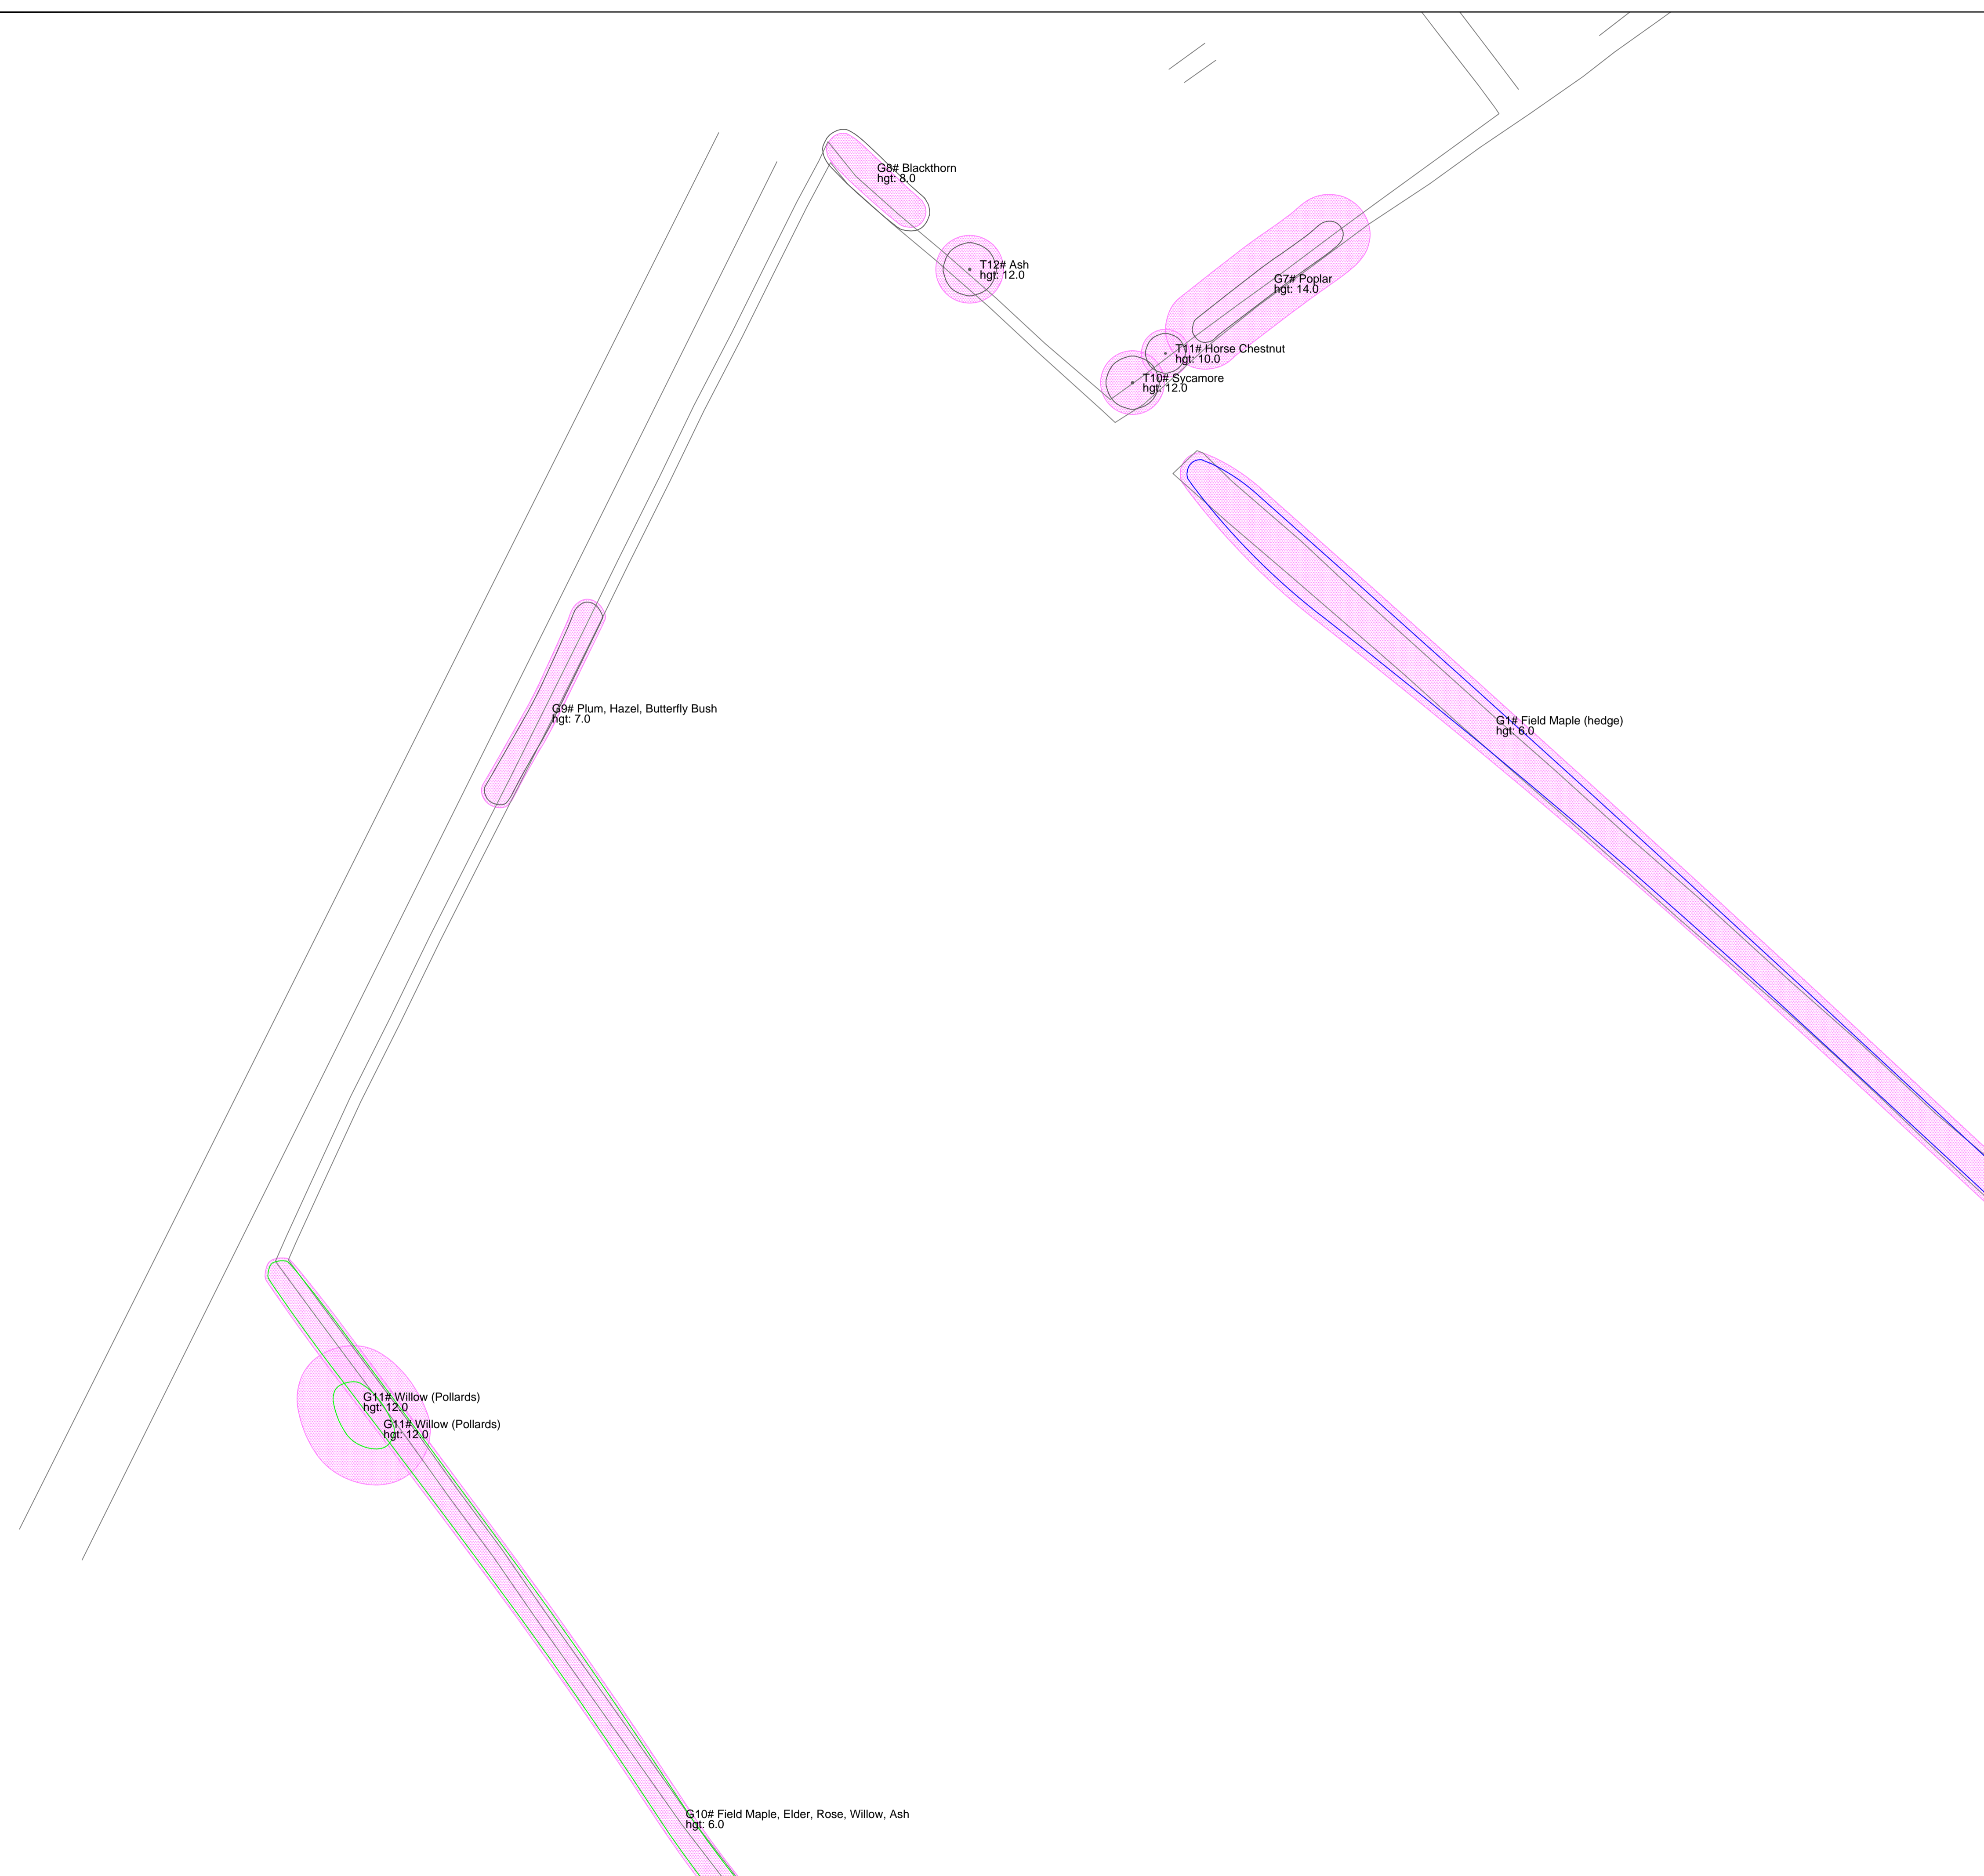 G8# Blackthorn
hgt: 8.0
T12# Ash
hgt: 12.0
G7# Poplar
hgt: 14.0
T11# Horse Chestnut
hgt: 10.0
T10# Sycamore
hgt: 12.0
G9# Plum, Hazel, Butterfly Bush
hgt: 7.0
G1# Field Maple (hedge)
hgt: 6.0
G11# Willow (Pollards)
hgt: 12.0
G11# Willow (Pollards)
hgt: 12.0
G10# Field Maple, Elder, Rose, Willow, Ash
hgt: 6.0